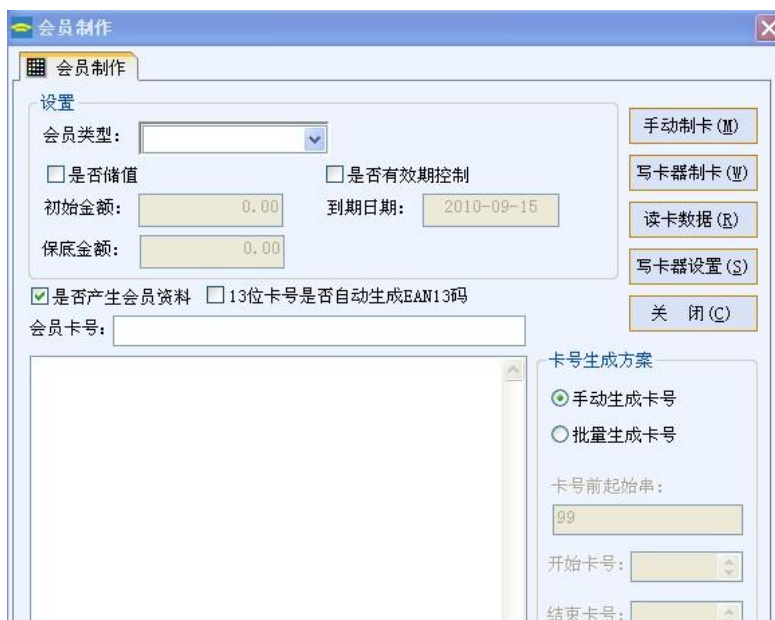 会员制作
会员制作
设置
会员类型：
是否储值
是否有效期控制
初始金额：
0.00
到期日期：
2010-09-15
保底金额：
0.00
手动制卡(M)
写卡器制卡(W)
读卡数据(R)
写卡器设置(S)
关 闭(C)
是否产生会员资料
13位卡号是否自动生成EAN13码
会员卡号：
卡号生成方案
手动生成卡号
批量生成卡号
卡号前起始串：
99
开始卡号：
结束卡号：